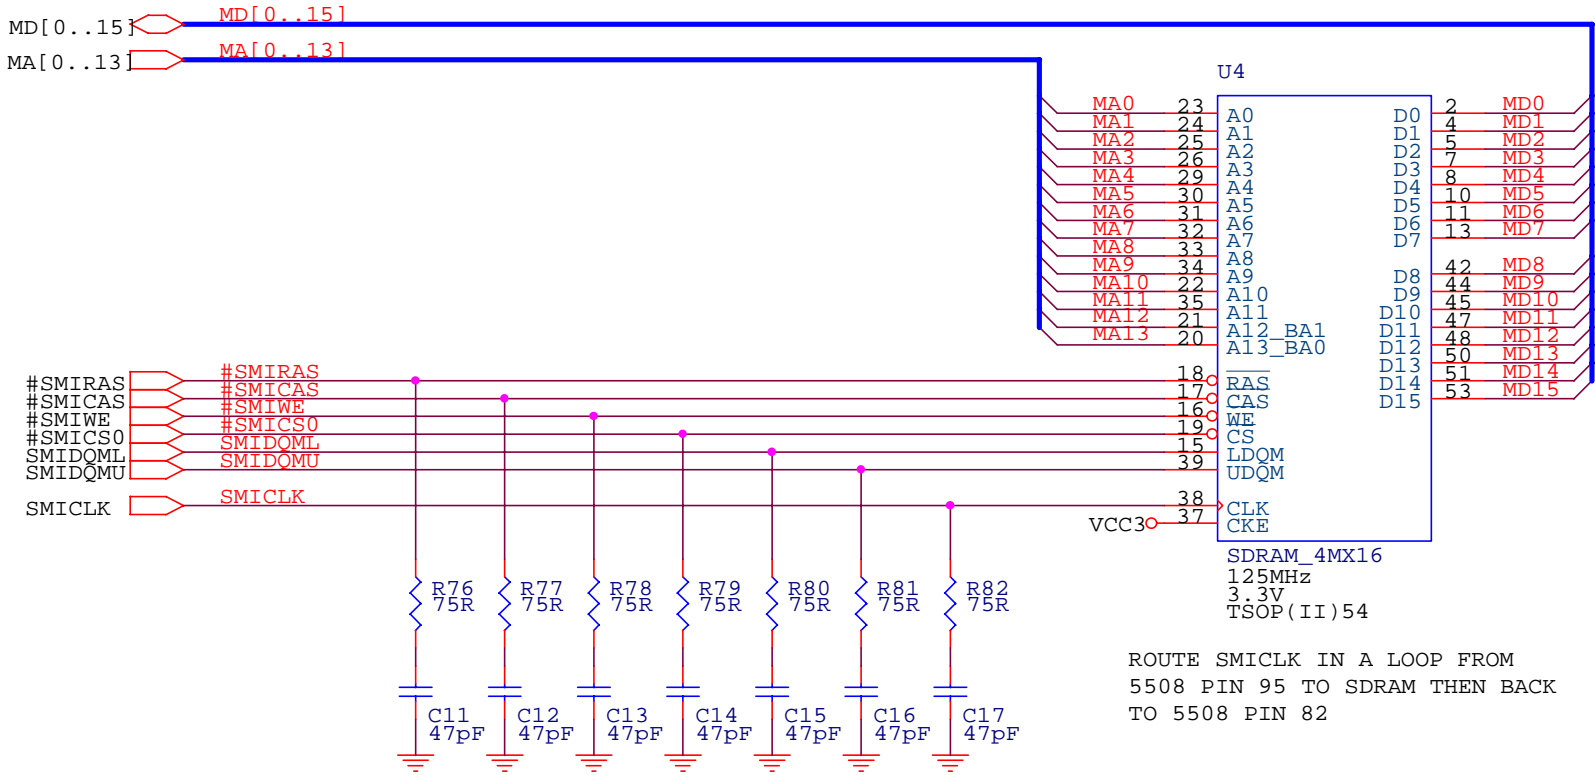 MD[0..15] MD[0..15]
MA[0..13] MA[0..13]
U4
MA0 23 A0 D0 2 MD0
MA1 24 A1 D1 4 MD1
MA2 25 A2 D2 5 MD2
MA3 26 A3 D3 7 MD3
MA4 29 A4 D4 8 MD4
MA5 30 A5 D5 10 MD5
MA6 31 A6 D6 11 MD6
MA7 32 A7 D7 13 MD7
MA8 33 A8
MA9 34 A9 D8 42 MD8
MA10 22 A10 D9 44 MD9
MA11 35 A11 D10 45 MD10
MA12 21 A12_BA1 D11 47 MD11
MA13 20 A13_BA0 D12 48 MD12
D13 50 MD13
#SMIRAS #SMIRAS 18 RAS D14 51 MD14
#SMICAS #SMICAS 17 CAS D15 53 MD15
#SMIWE #SMIWE 16 WE
#SMICS0 #SMICS0 19 CS
SMIDQML SMIDQML 15 LDQM
SMIDQMU SMIDQMU 39 UDQM
SMICLK SMICLK 38 CLK
VCC3 37 CKE
SDRAM_4MX16
125MHz
3.3V
TSOP(II)54
R76 R77 R78 R79 R80 R81 R82
75R 75R 75R 75R 75R 75R 75R
ROUTE SMICLK IN A LOOP FROM
5508 PIN 95 TO SDRAM THEN BACK
TO 5508 PIN 82
C11 C12 C13 C14 C15 C16 C17
47pF 47pF 47pF 47pF 47pF 47pF 47pF